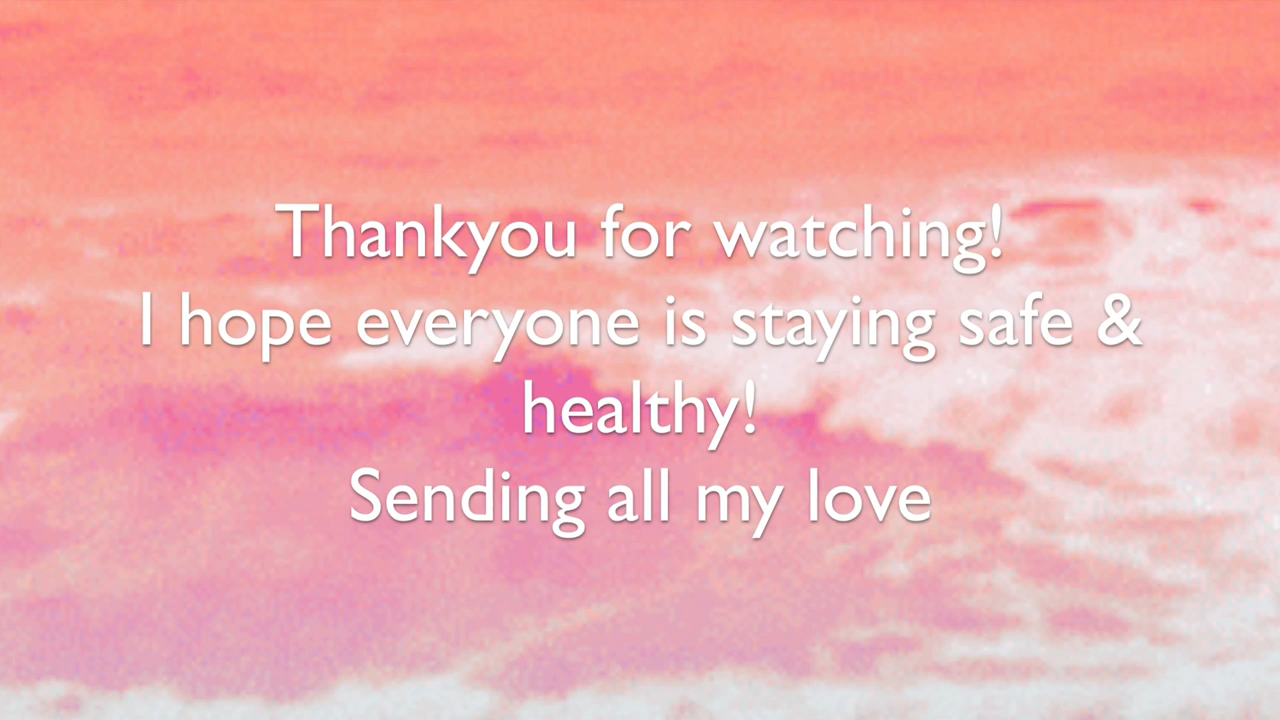 Thankyou for watching!
I hope everyone is staying safe &
healthy!
Sending all my love